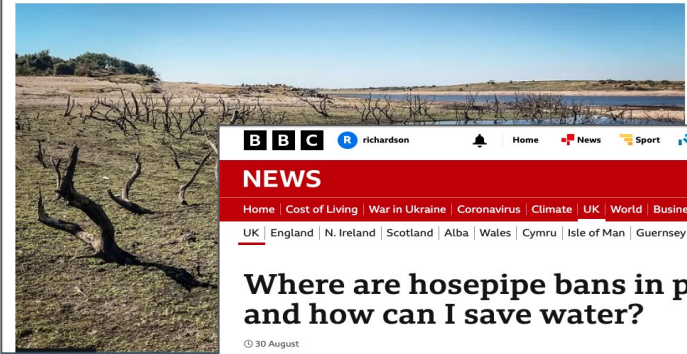 BBC R richardson Home News Sport
NEWS
Home | Cost of Living | War in Ukraine | Coronavirus | Climate | UK | World | Busine
UK | England | N. Ireland | Scotland | Alba | Wales | Cymru | Isle of Man | Guernsey
Where are hosepipe bans in p
and how can I save water?
30 August